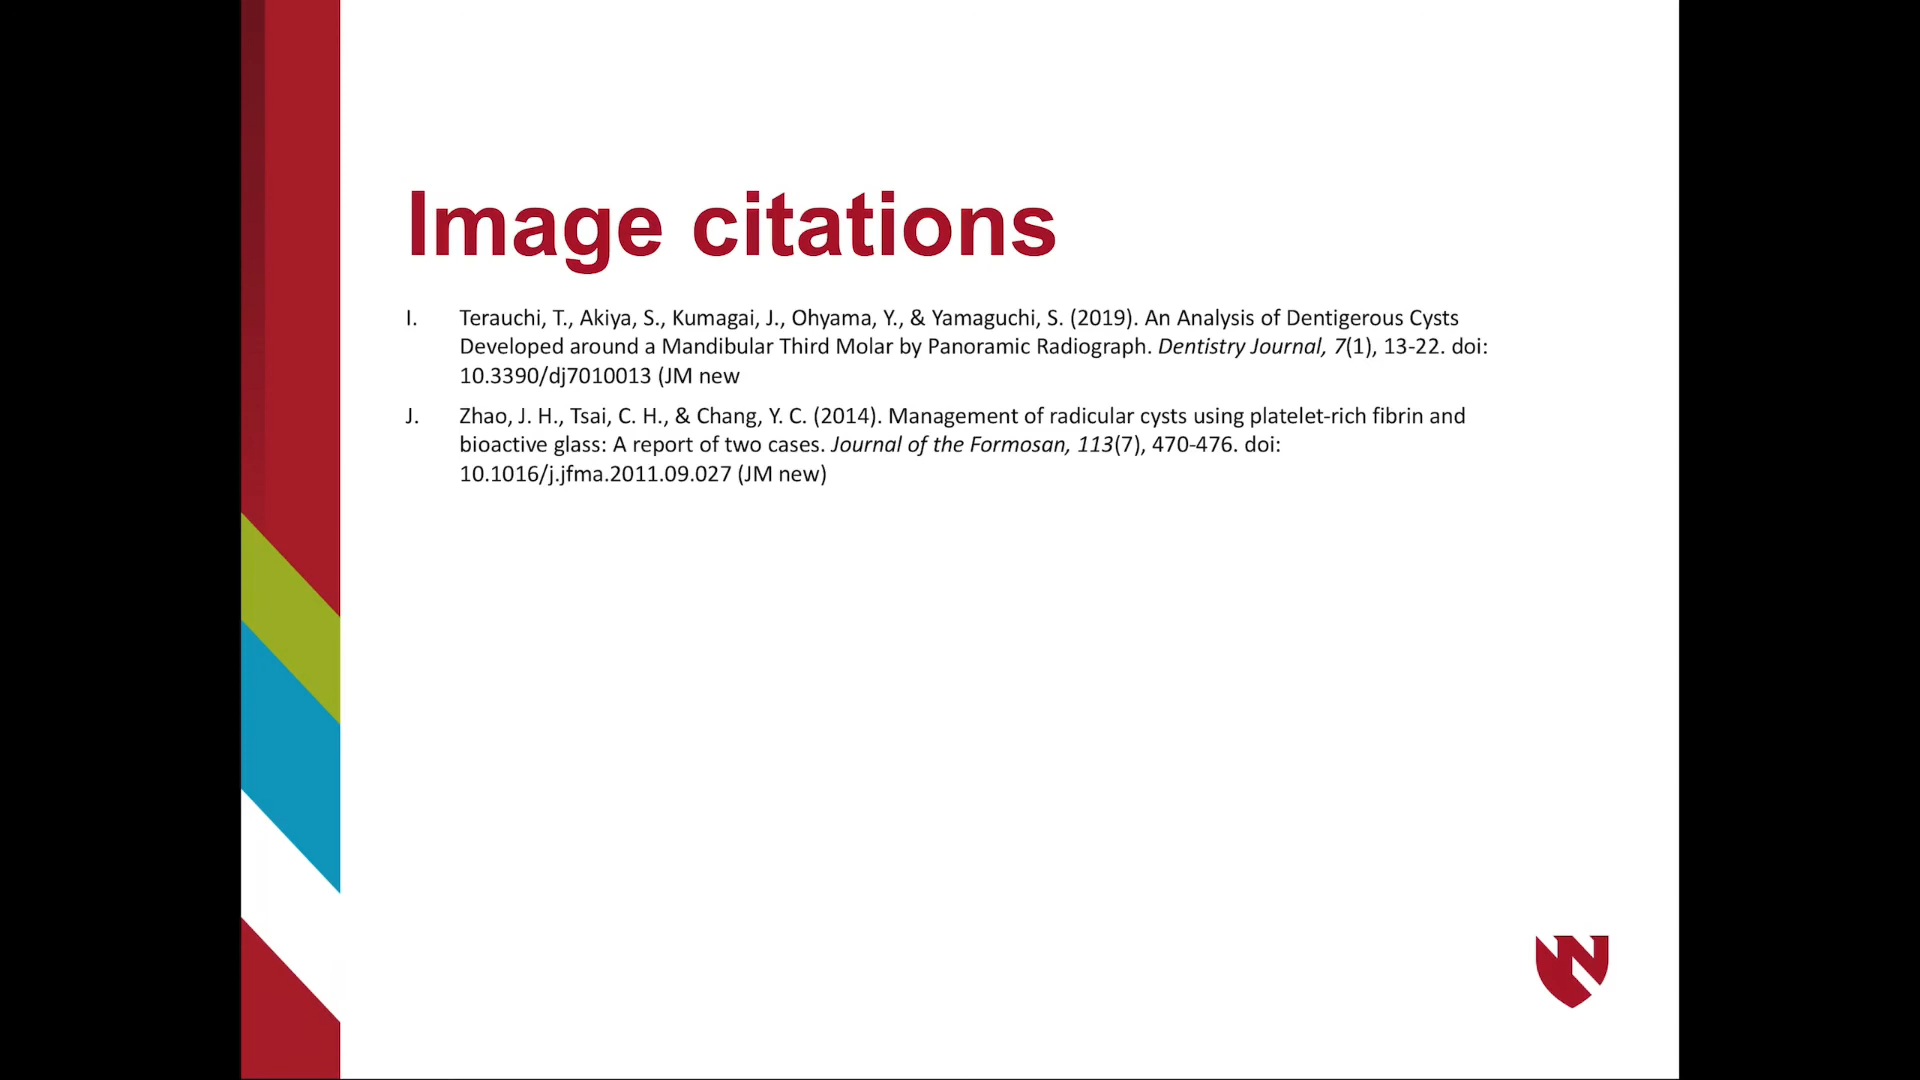 Image citations
I. Terauchi, T., Akiya, S., Kumagai, J., Ohyama, Y., & Yamaguchi, S. (2019). An Analysis of Dentigerous Cysts
Developed around a Mandibular Third Molar by Panoramic Radiograph. Dentistry Journal, 7(1), 13-22. doi:
10.3390/dj7010013 (JM new
J. Zhao, J. H., Tsai, C. H., & Chang, Y. C. (2014). Management of radicular cysts using platelet-rich fibrin and
bioactive glass: A report of two cases. Journal of the Formosan, 113(7), 470-476. doi:
10.1016/j.jfma.2011.09.027 (JM new)